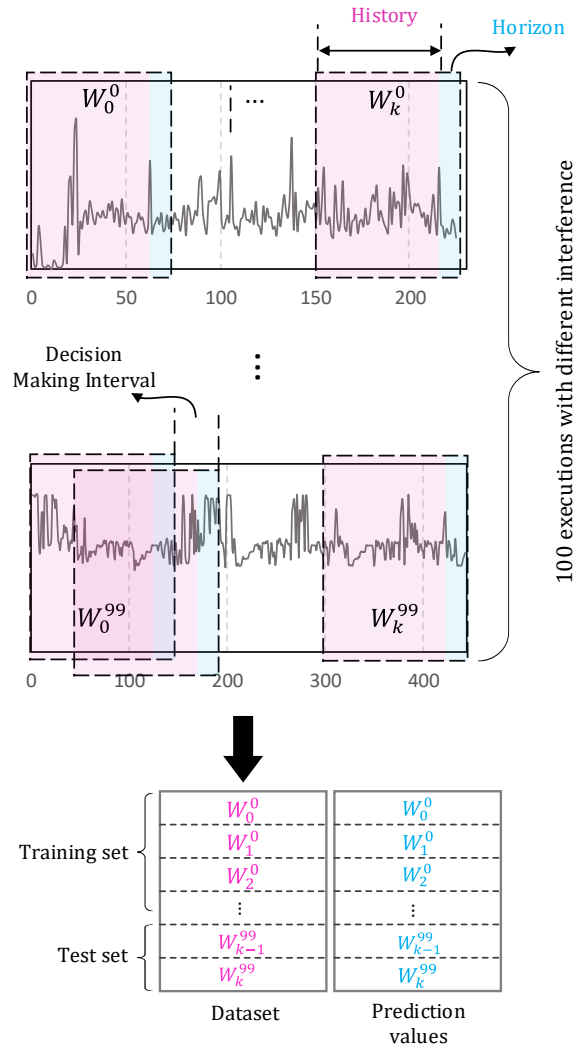 History
Horizon
W_0^0
...
W_k^0
0 50 100 150 200
100 executions with different interference
Decision
Making Interval
⋮
W_0^99
W_k^99
0 100 200 300 400
Training set
Test set
W_0^0 W_0^0
W_1^0 W_1^0
W_2^0 W_2^0
⋮ ⋮
W_{k-1}^99 W_{k-1}^99
W_k^99 W_k^99
Dataset
Prediction
values